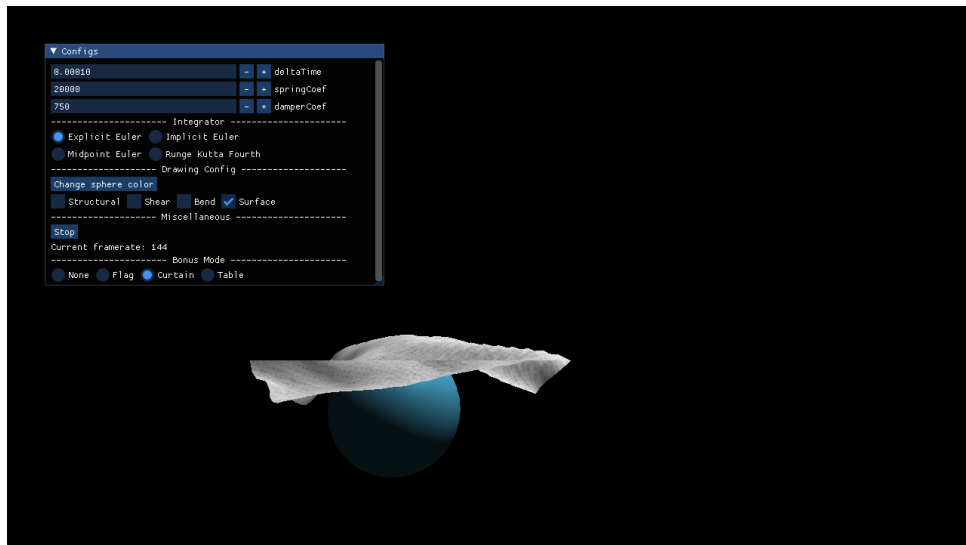 ▼ Configs
0.00010 - + deltaTime
20000 - + springCoef
750 - + damperCoef
---------------------- Integrator ----------------------
Explicit Euler Implicit Euler
Midpoint Euler Runge Kutta Fourth
-------------------- Drawing Config --------------------
Change sphere color
Structural Shear Bend Surface
-------------------- Miscellaneous ---------------------
Stop
Current framerate: 144
---------------------- Bonus Mode ----------------------
None Flag Curtain Table